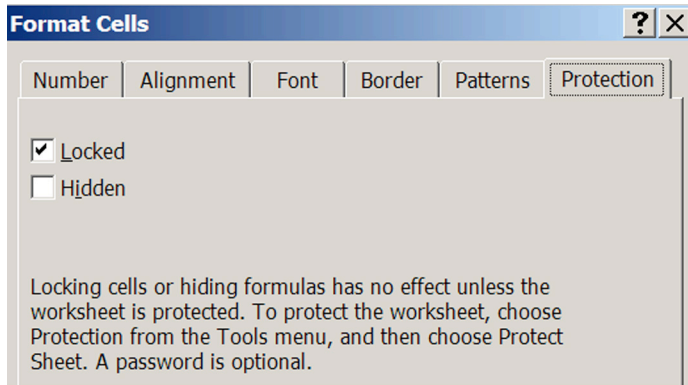 Format Cells
Number Alignment Font Border Patterns Protection
Locked
Hidden
Locking cells or hiding formulas has no effect unless the
worksheet is protected. To protect the worksheet, choose
Protection from the Tools menu, and then choose Protect
Sheet. A password is optional.